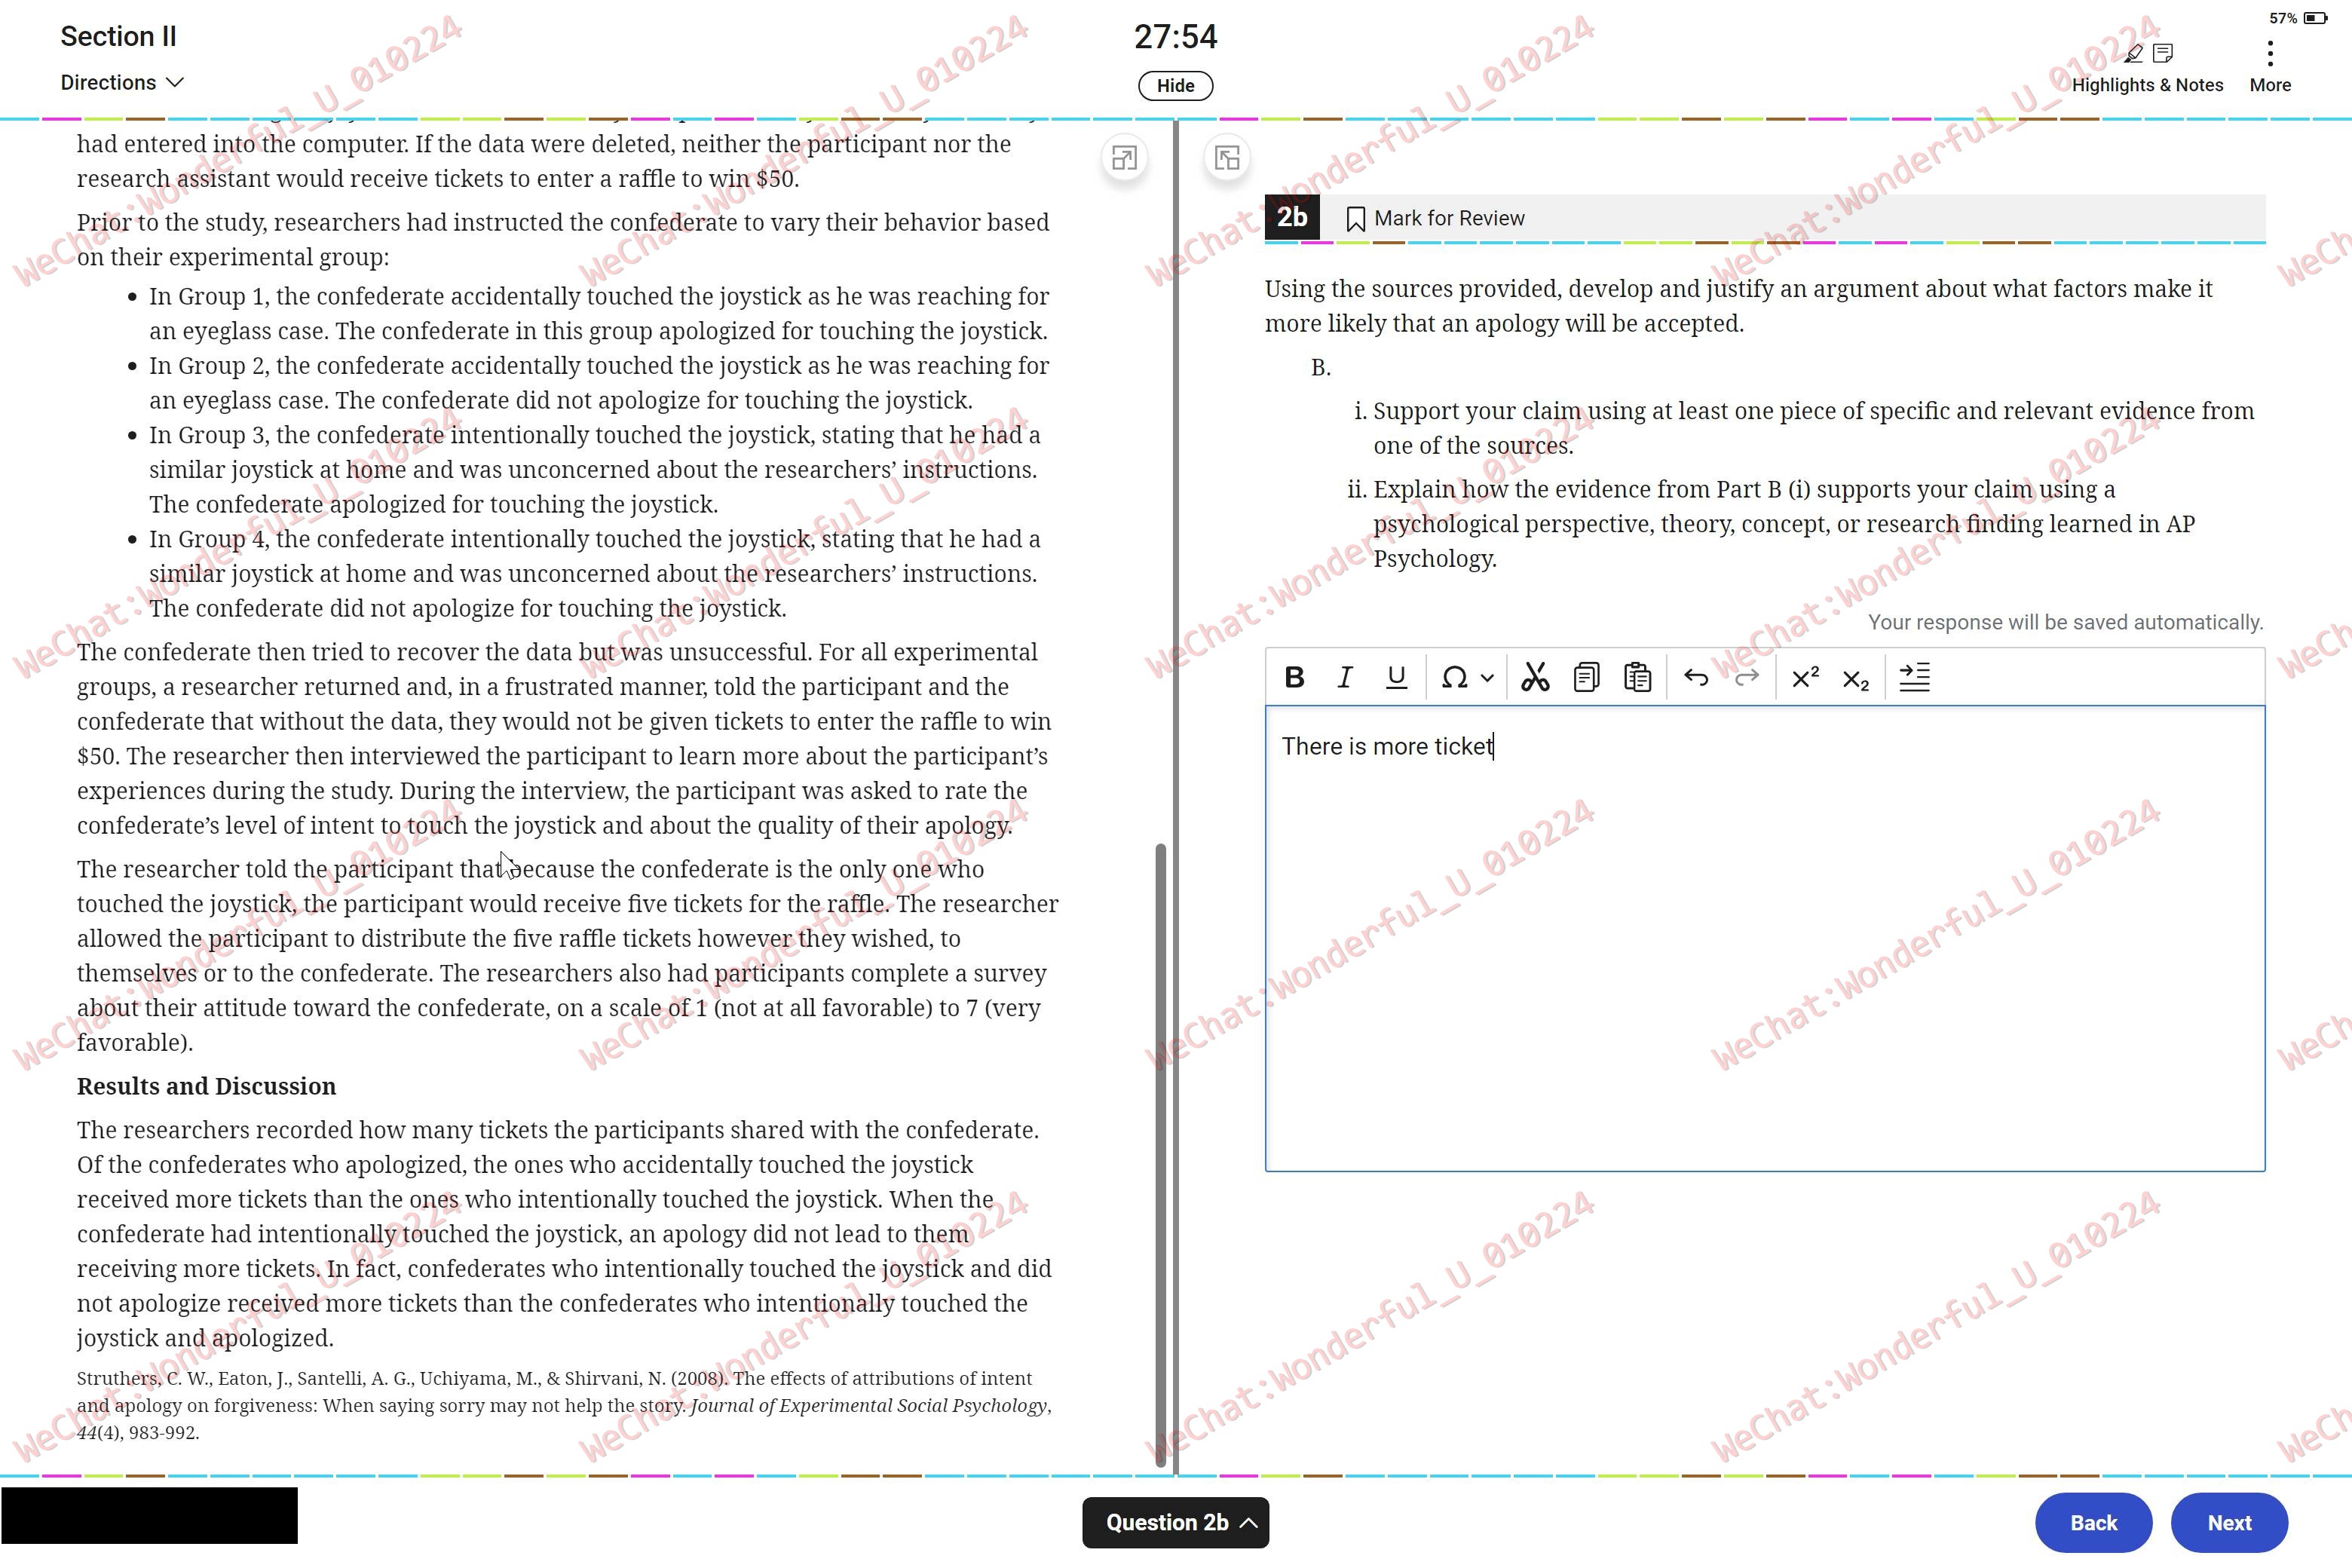 Section II
Directions
27:54
Hide
57%
Highlights & Notes
More
had entered into the computer. If the data were deleted, neither the participant nor the
research assistant would receive tickets to enter a raffle to win $50.
Prior to the study, researchers had instructed the confederate to vary their behavior based
on their experimental group:
• In Group 1, the confederate accidentally touched the joystick as he was reaching for
an eyeglass case. The confederate in this group apologized for touching the joystick.
• In Group 2, the confederate accidentally touched the joystick as he was reaching for
an eyeglass case. The confederate did not apologize for touching the joystick.
• In Group 3, the confederate intentionally touched the joystick, stating that he had a
similar joystick at home and was unconcerned about the researchers’ instructions.
The confederate apologized for touching the joystick.
• In Group 4, the confederate intentionally touched the joystick, stating that he had a
similar joystick at home and was unconcerned about the researchers’ instructions.
The confederate did not apologize for touching the joystick.
The confederate then tried to recover the data but was unsuccessful. For all experimental
groups, a researcher returned and, in a frustrated manner, told the participant and the
confederate that without the data, they would not be given tickets to enter the raffle to win
$50. The researcher then interviewed the participant to learn more about the participant’s
experiences during the study. During the interview, the participant was asked to rate the
confederate’s level of intent to touch the joystick and about the quality of their apology.
The researcher told the participant that because the confederate is the only one who
touched the joystick, the participant would receive five tickets for the raffle. The researcher
allowed the participant to distribute the five raffle tickets however they wished, to
themselves or to the confederate. The researchers also had participants complete a survey
about their attitude toward the confederate, on a scale of 1 (not at all favorable) to 7 (very
favorable).
Results and Discussion
The researchers recorded how many tickets the participants shared with the confederate.
Of the confederates who apologized, the ones who accidentally touched the joystick
received more tickets than the ones who intentionally touched the joystick. When the
confederate had intentionally touched the joystick, an apology did not lead to them
receiving more tickets. In fact, confederates who intentionally touched the joystick and did
not apologize received more tickets than the confederates who intentionally touched the
joystick and apologized.
Struthers, C. W., Eaton, J., Santelli, A. G., Uchiyama, M., & Shirvani, N. (2008). The effects of attributions of intent
and apology on forgiveness: When saying sorry may not help the story. Journal of Experimental Social Psychology,
44(4), 983-992.
2b Mark for Review
Using the sources provided, develop and justify an argument about what factors make it
more likely that an apology will be accepted.
B.
i. Support your claim using at least one piece of specific and relevant evidence from
one of the sources.
ii. Explain how the evidence from Part B (i) supports your claim using a
psychological perspective, theory, concept, or research finding learned in AP
Psychology.
Your response will be saved automatically.
B I U Ω x² x₂
There is more ticket
Question 2b
Back
Next
WeChat:Wonderful_U_010224